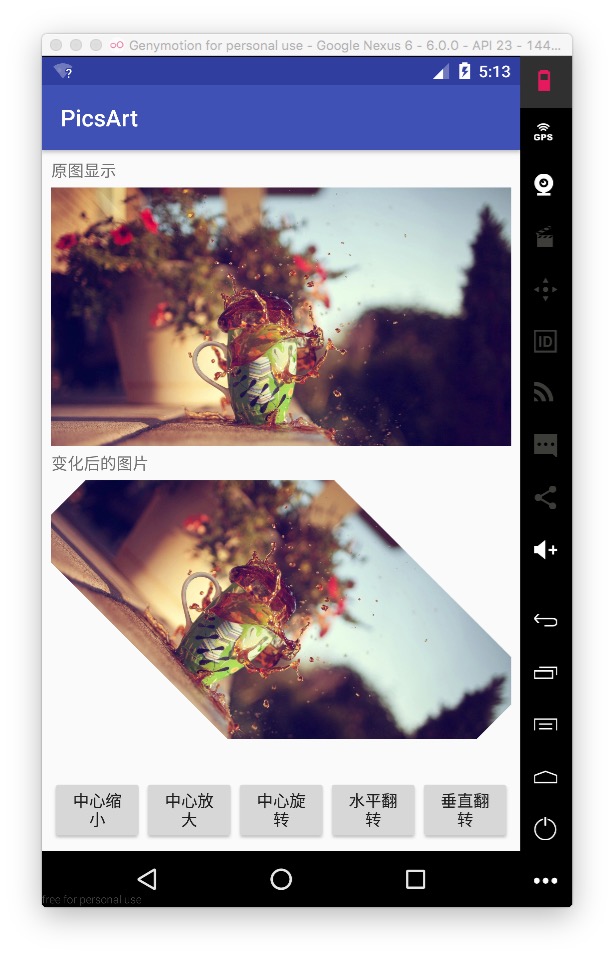 Genymotion for personal use - Google Nexus 6 - 6.0.0 - API 23 - 144...
5:13
PicsArt
GPS
原图显示
ID
变化后的图片
中心缩
小
中心放
大
中心旋
转
水平翻
转
垂直翻
转
free for personal use